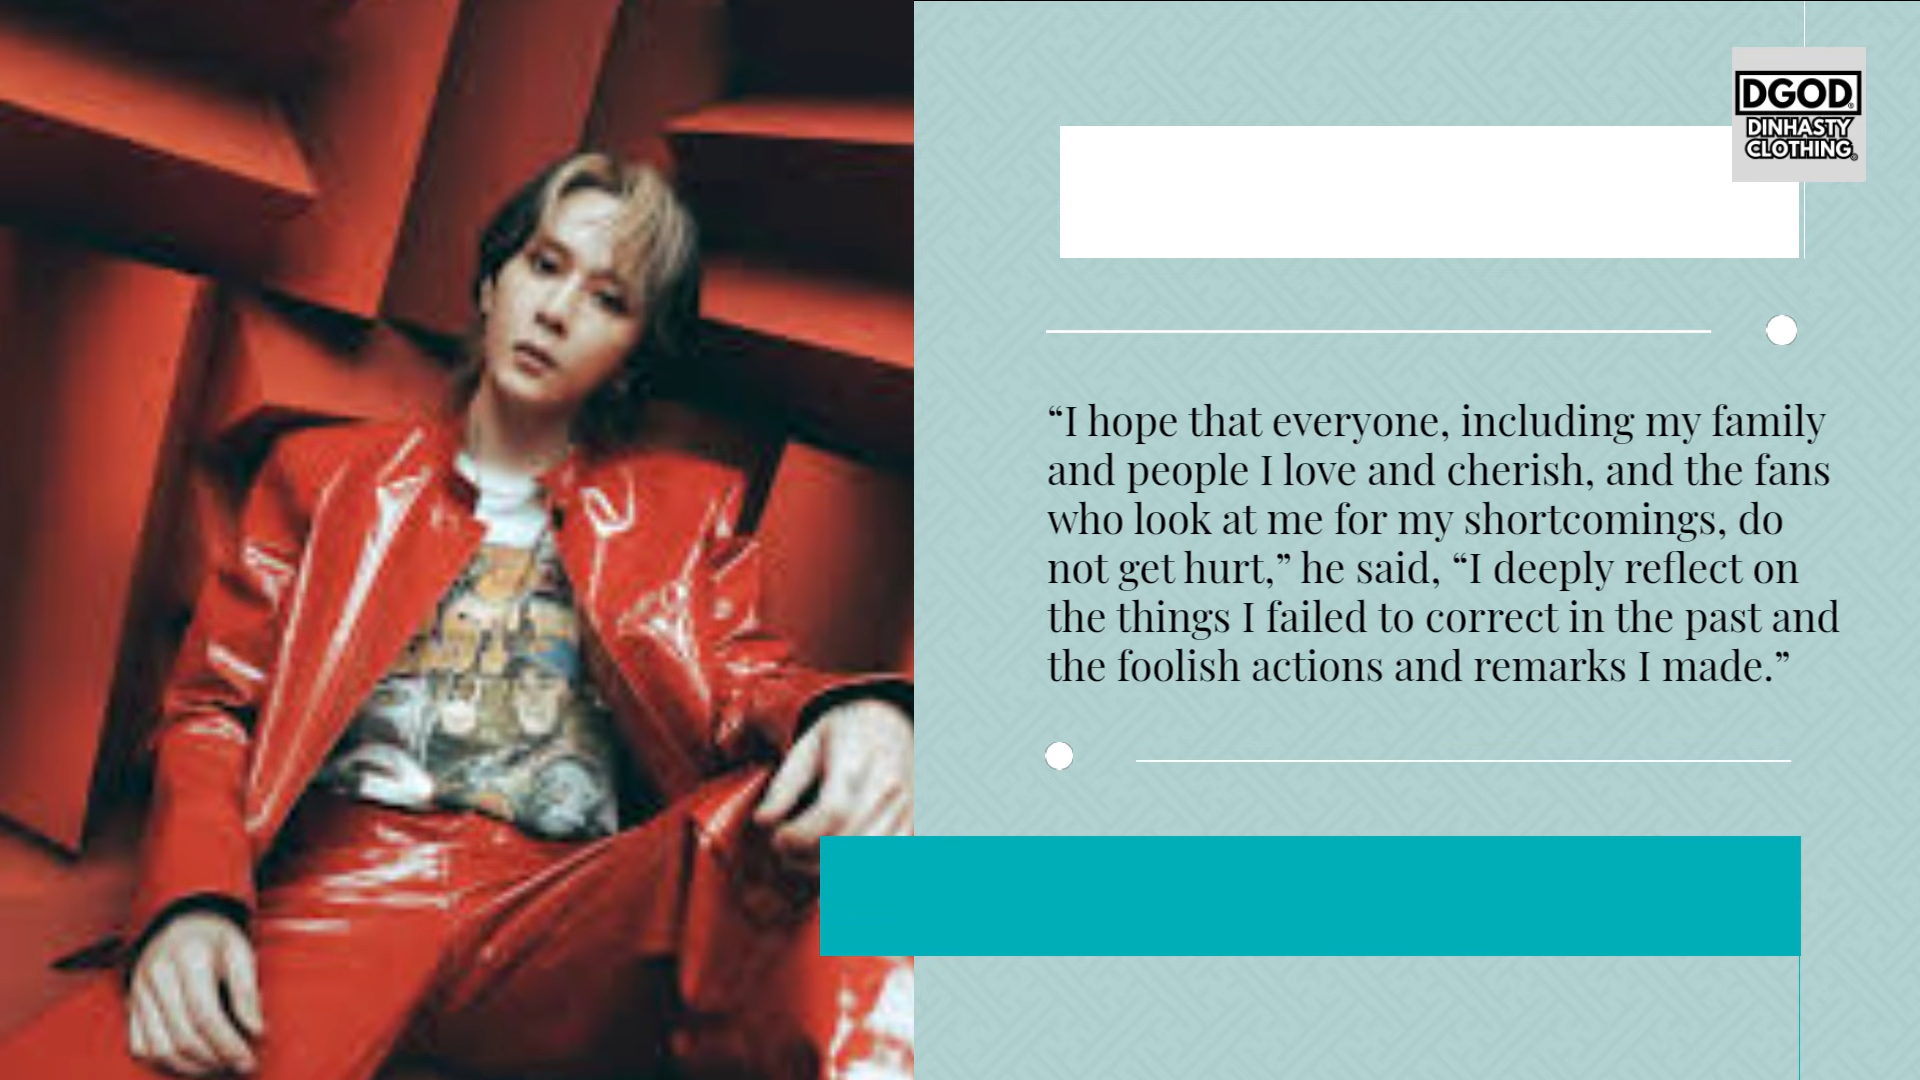 DGOD
DINHASTY
CLOTHING
“I hope that everyone, including my family
and people I love and cherish, and the fans
who look at me for my shortcomings, do
not get hurt,” he said, “I deeply reflect on
the things I failed to correct in the past and
the foolish actions and remarks I made.”